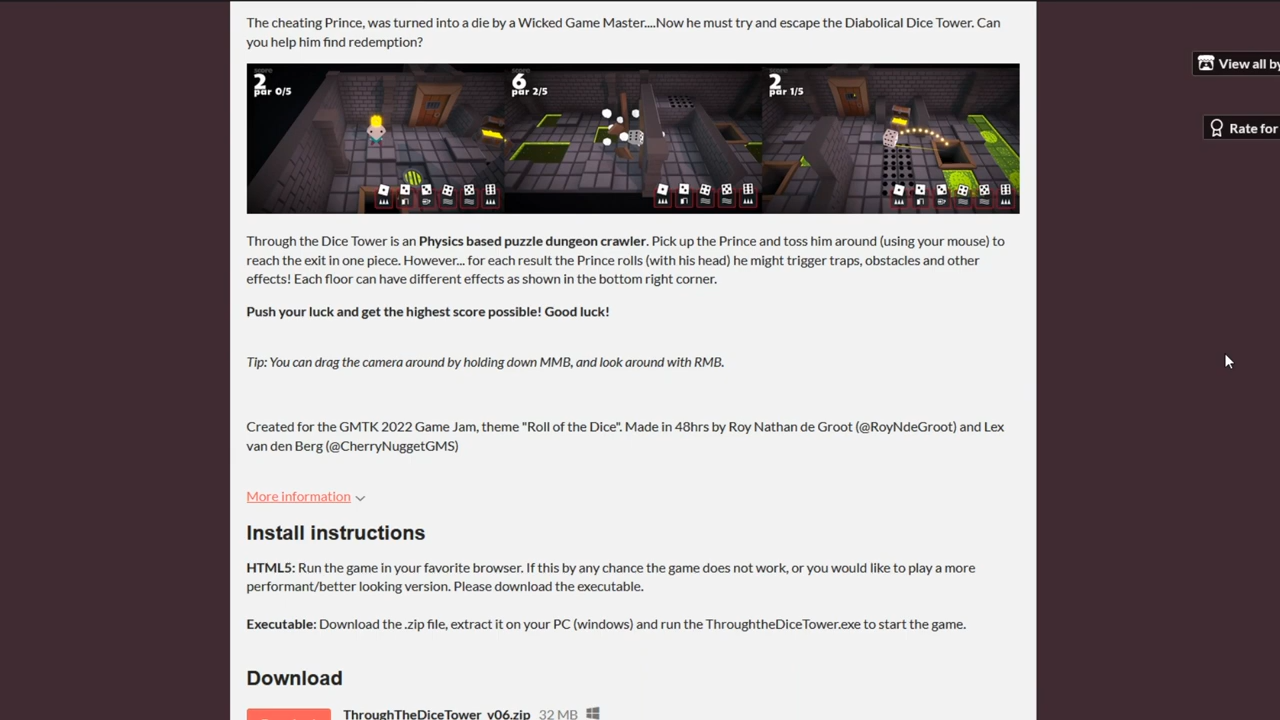 The cheating Prince, was turned into a die by a Wicked Game Master....Now he must try and escape the Diabolical Dice Tower. Can
you help him find redemption?
View all by
2
par 0/5
6
par 2/5
2
par 1/5
Rate for
Through the Dice Tower is an Physics based puzzle dungeon crawler. Pick up the Prince and toss him around (using your mouse) to
reach the exit in one piece. However... for each result the Prince rolls (with his head) he might trigger traps, obstacles and other
effects! Each floor can have different effects as shown in the bottom right corner.
Push your luck and get the highest score possible! Good luck!
Tip: You can drag the camera around by holding down MMB, and look around with RMB.
Created for the GMTK 2022 Game Jam, theme "Roll of the Dice". Made in 48hrs by Roy Nathan de Groot (@RoyNdeGroot) and Lex
van den Berg (@CherryNuggetGMS)
More information
Install instructions
HTML5: Run the game in your favorite browser. If this by any chance the game does not work, or you would like to play a more
performant/better looking version. Please download the executable.
Executable: Download the .zip file, extract it on your PC (windows) and run the ThroughtheDiceTower.exe to start the game.
Download
ThroughTheDiceTower_v06.zip 32 MB